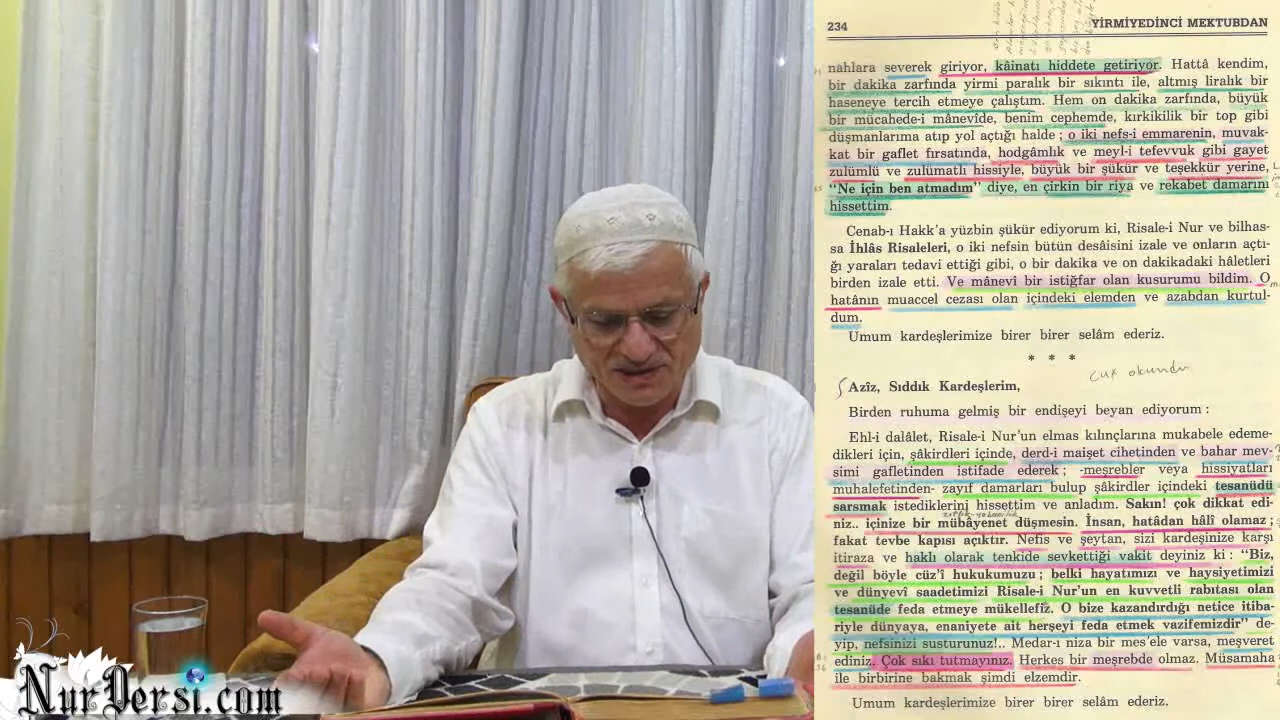 234 YİRMİYEDİNCİ MEKTUBDAN
nahlara severek giriyor, kâinatı hiddete getiriyor. Hattâ kendim,
bir dakika zarfında yirmi paralık bir sıkıntı ile, altmış liralık bir
haseneye tercih etmeye çalıştım. Hem on dakika zarfında, büyük
bir mücahede-i mânevîde, benim cephemde, kırkikilik bir top gibi
düşmanlarıma atıp yol açtığı halde; o iki nefs-i emmarenin, muvak-
kat bir gaflet fırsatında, hodgâmlık ve meyl-i tefevvuk gibi gayet
zulümlü ve zulümatlı hissiyle, büyük bir şükür ve teşekkür yerine,
"Ne için ben atmadım" diye, en çirkin bir riya ve rekabet damarını
hissettim.
Cenab-ı Hakk'a yüzbin şükür ediyorum ki, Risale-i Nur ve bilhas-
sa İhlâs Risaleleri, o iki nefsin bütün desâisini izale ve onların açtı-
ğı yaraları tedavi ettiği gibi, o bir dakika ve on dakikadaki hâletleri
birden izale etti. Ve mânevî bir istiğfar olan kusurumu bildim. O
hatânın muaccel cezası olan içindeki elemden ve azabdan kurtul-
dum.
Umum kardeşlerimize birer birer selâm ederiz.
* * *
çok okundu
Azîz, Sıddık Kardeşlerim,
Birden ruhuma gelmiş bir endişeyi beyan ediyorum :
Ehl-i dalâlet, Risale-i Nur'un elmas kılınçlarına mukabele edeme-
dikleri için, şâkirdleri içinde, derd-i maişet cihetinden ve bahar mev-
simi gafletinden istifade ederek; -meşrebler veya hissiyatları
muhalefetinden- zayıf damarları bulup şâkirdler içindeki tesanüdü
sarsmak istediklerini hissettim ve anladım. Sakın! çok dikkat edi-
niz.. içinize bir mübâyenet düşmesin. İnsan, hatâdan hâlî olamaz;
fakat tevbe kapısı açıktır. Nefis ve şeytan, sizi kardeşinize karşı
itiraza ve haklı olarak tenkide sevkettiği vakit deyiniz ki : "Biz,
değil böyle cüz'î hukukumuzu; belki hayatımızı ve haysiyetimizi
ve dünyevî saadetimizi Risale-i Nur'un en kuvvetli rabıtası olan
tesanüde feda etmeye mükellefiz. O bize kazandırdığı netice itiba-
riyle dünyaya, enaniyete ait herşeyi feda etmek vazifemizdir" de-
yip, nefsinizi susturunuz!.. Medar-ı niza bir mes'ele varsa, meşveret
ediniz. Çok sıkı tutmayınız. Herkes bir meşrebde olmaz. Müsamaha
ile birbirine bakmak şimdi elzemdir.
Umum kardeşlerimize birer birer selâm ederiz.
NurDersi.com